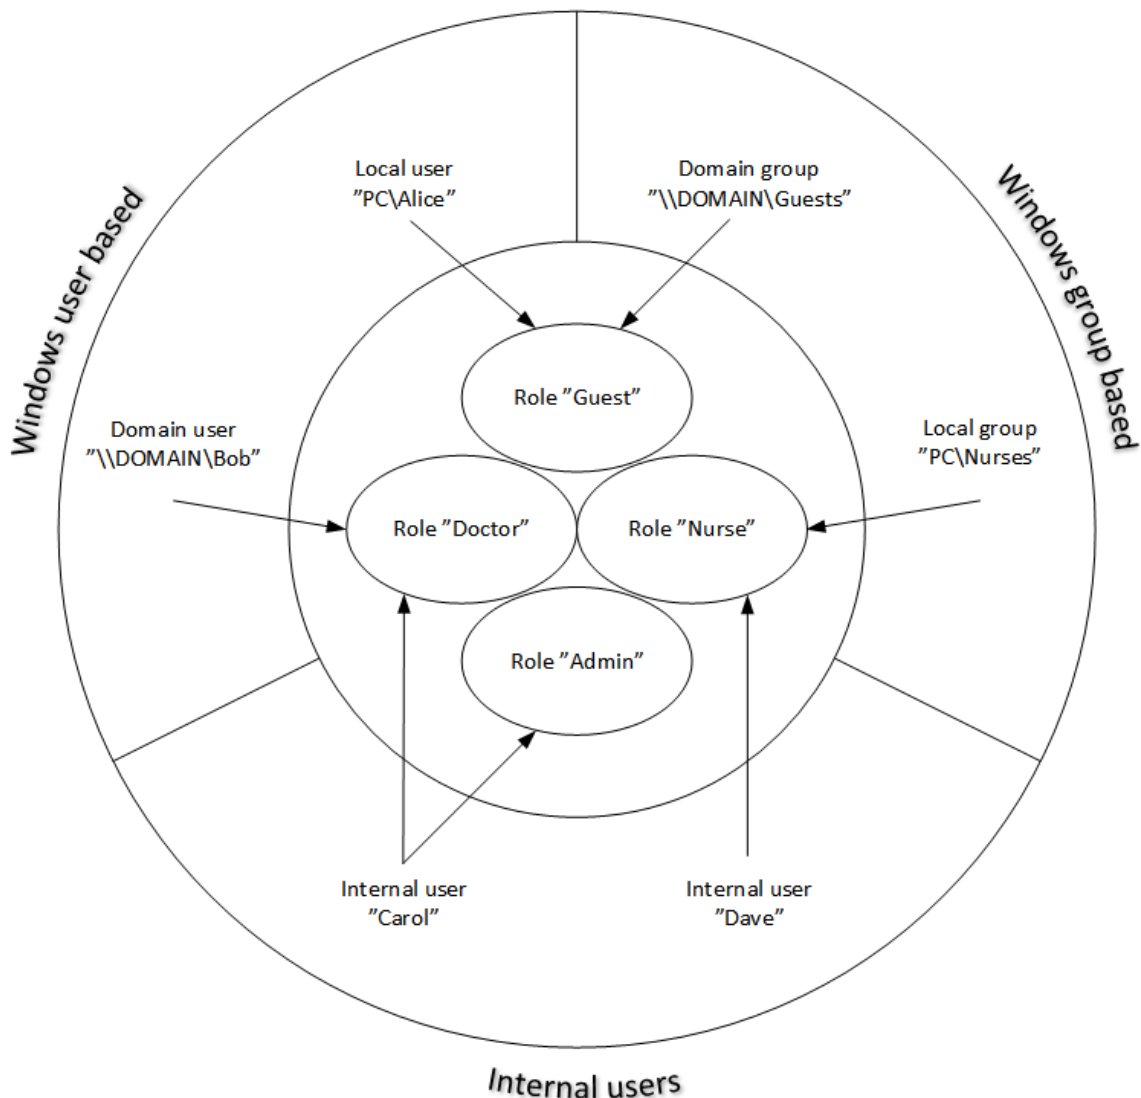 Local user
”PC\Alice”
Domain group
”\\DOMAIN\Guests”
Windows user based
Windows group based
Role ”Guest”
Domain user
”\\DOMAIN\Bob”
Local group
”PC\Nurses”
Role ”Doctor”
Role ”Nurse”
Role ”Admin”
Internal user
”Carol”
Internal user
”Dave”
Internal users